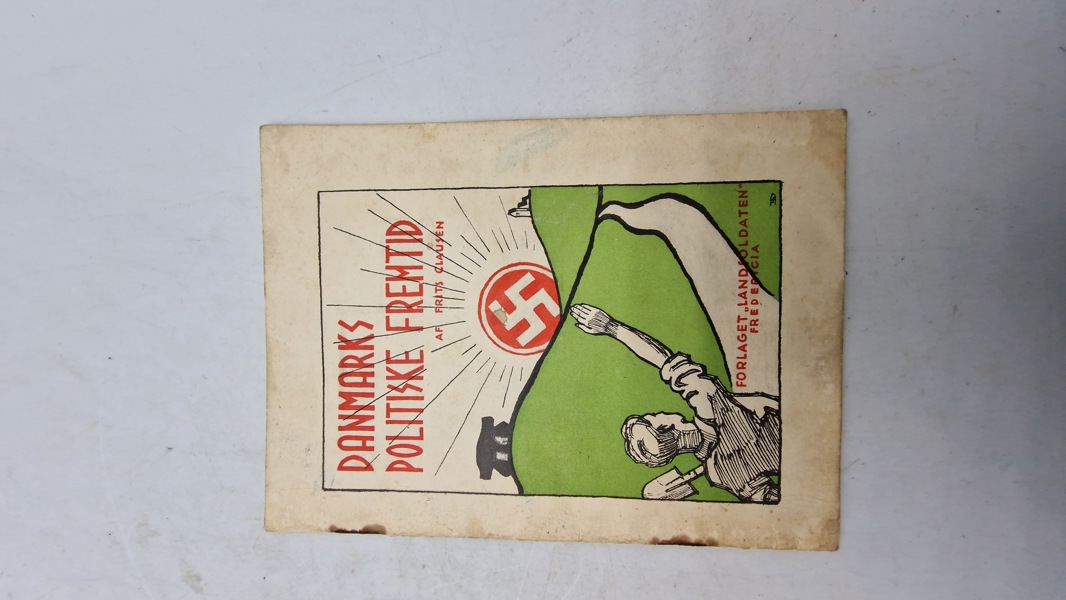 DANMARKS
POLITISKE FREMTID
AF FRITS CLAUSEN
FORLAGET „LANDSOLDATEN"
FREDERICIA